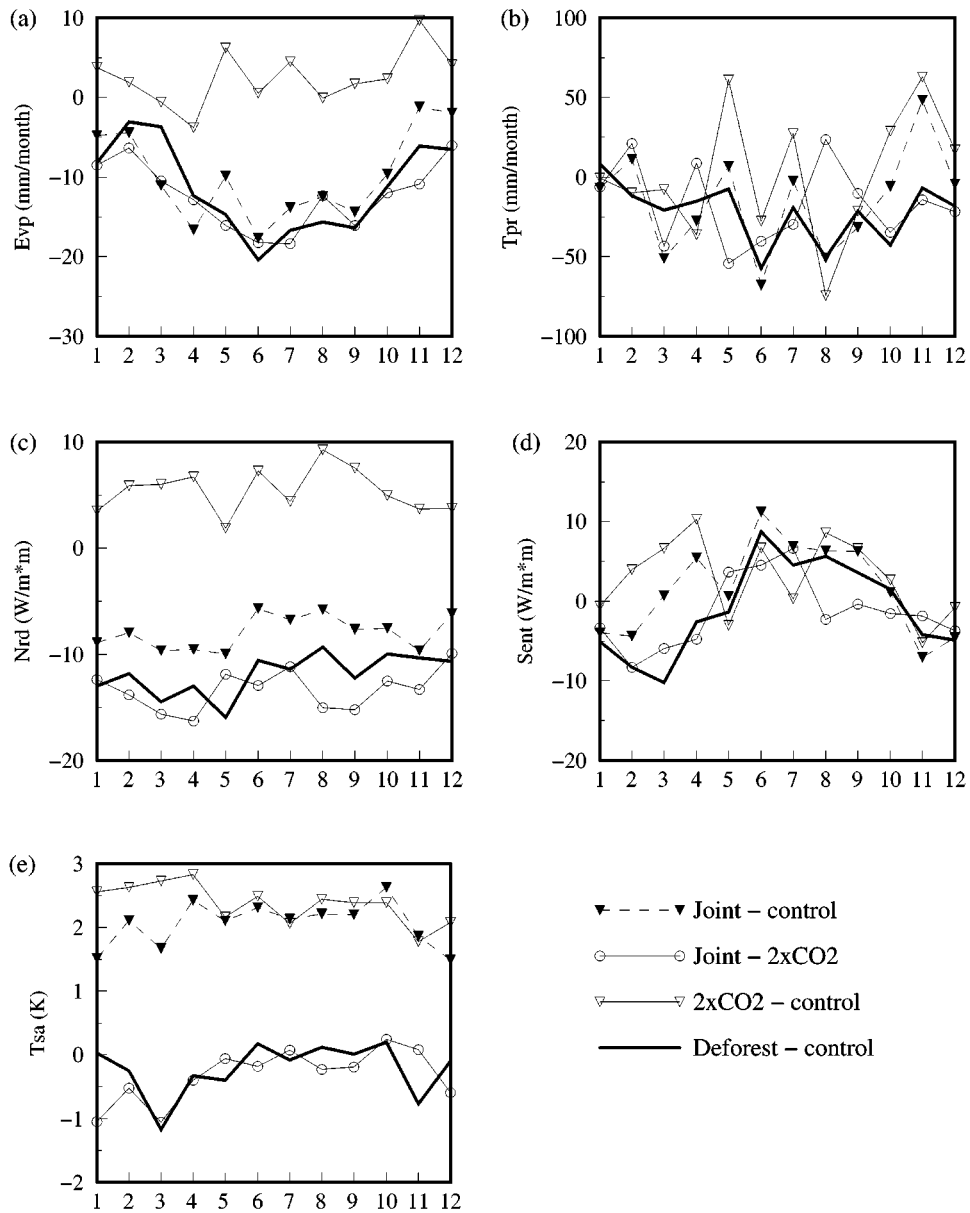 (a)
10
0
−10
−20
−30
Evp (mm/month)
1 2 3 4 5 6 7 8 9 10 11 12
(b)
100
50
0
−50
−100
Tpr (mm/month)
1 2 3 4 5 6 7 8 9 10 11 12
(c)
10
0
−10
−20
Nrd (W/m*m)
1 2 3 4 5 6 7 8 9 10 11 12
(d)
20
10
0
−10
−20
Sent (W/m*m)
1 2 3 4 5 6 7 8 9 10 11 12
(e)
3
2
1
0
−1
−2
Tsa (K)
1 2 3 4 5 6 7 8 9 10 11 12
Joint − control
Joint − 2xCO2
2xCO2 − control
Deforest − control